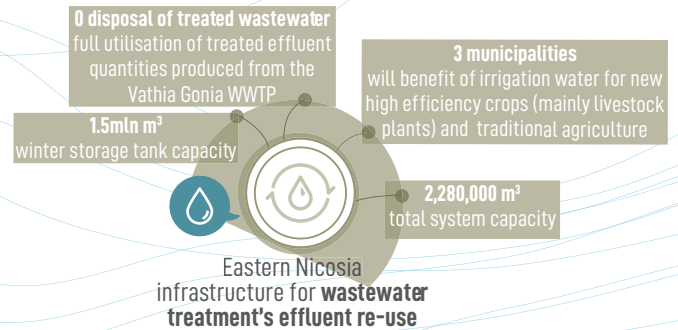 0 disposal of treated wastewater
full utilisation of treated effluent
quantities produced from the
Vathia Gonia WWTP
3 municipalities
will benefit of irrigation water for new
high efficiency crops (mainly livestock
plants) and traditional agriculture
1.5mln m³
winter storage tank capacity
2,280,000 m³
total system capacity
Eastern Nicosia
infrastructure for wastewater
treatment's effluent re-use